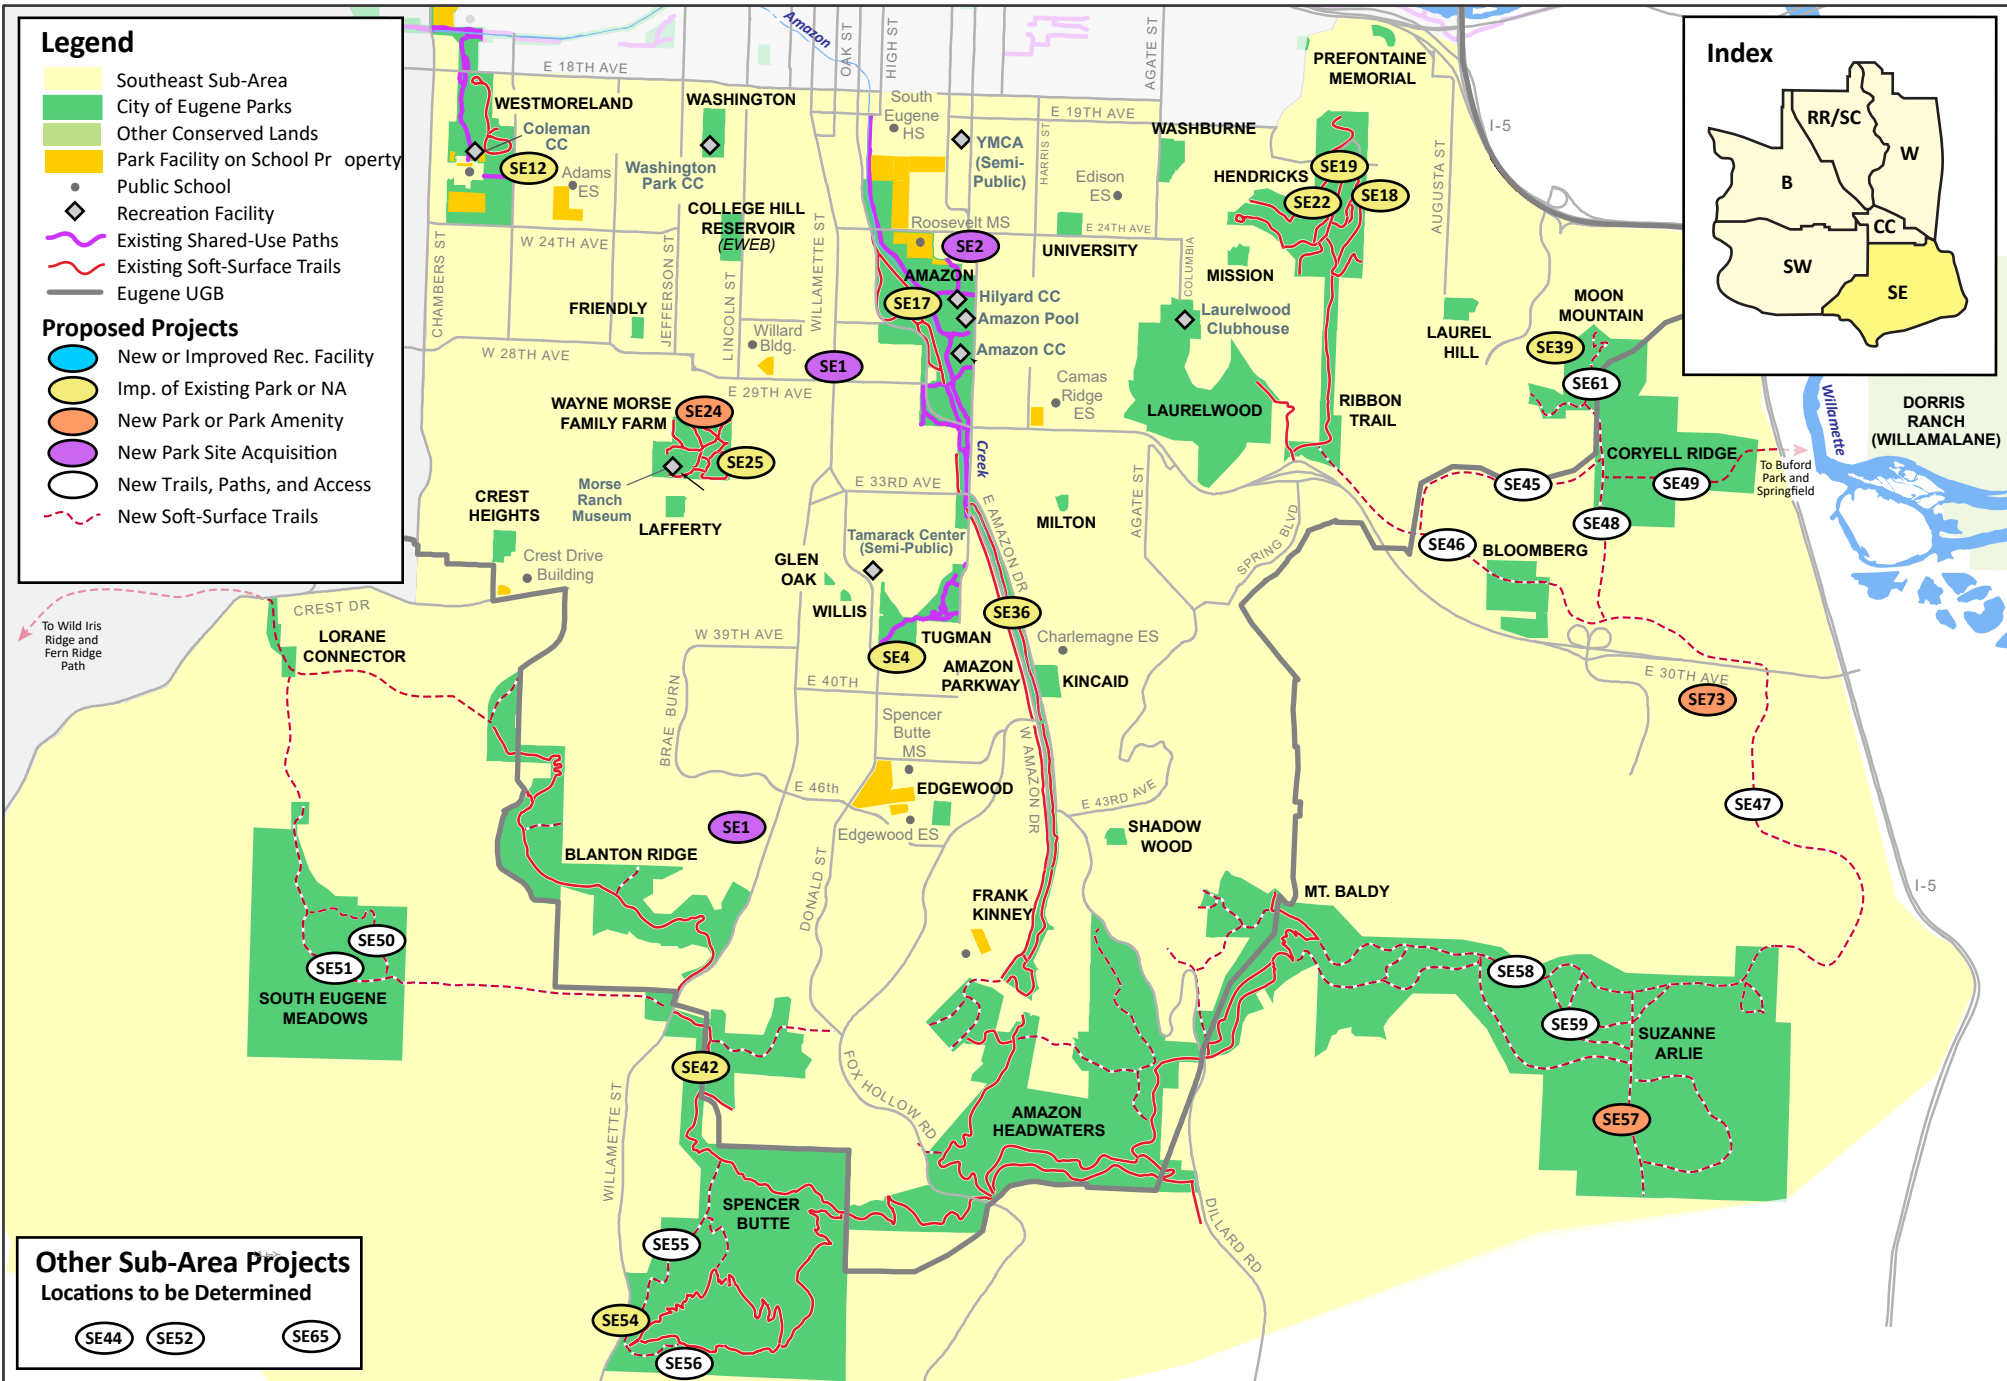 Legend
Southeast Sub-Area
City of Eugene Parks
Other Conserved Lands
Park Facility on School Pr operty
Public School
Recreation Facility
Existing Shared-Use Paths
Existing Soft-Surface Trails
Eugene UGB
Proposed Projects
New or Improved Rec. Facility
Imp. of Existing Park or NA
New Park or Park Amenity
New Park Site Acquisition
New Trails, Paths, and Access
New Soft-Surface Trails
Index
RR/SC
W
B
CC
SW
SE
Amazon
OAK ST
HIGH ST
AGATE ST
E 18TH AVE
PREFONTAINE
MEMORIAL
I-5
WESTMORELAND
Coleman
CC
SE12
Adams
ES
WASHINGTON
Washington
Park CC
South
Eugene
HS
E 19TH AVE
YMCA
(Semi-
Public)
HARRIS ST
WASHBURNE
Edison
ES
HENDRICKS
SE19
SE18
SE22
AUGUSTA ST
COLLEGE HILL
RESERVOIR
(EWEB)
Roosevelt MS
E 24TH AVE
W 24TH AVE
SE2
UNIVERSITY
COLUMBIA
MISSION
CHAMBERS ST
JEFFERSON ST
LINCOLN ST
WILLAMETTE ST
AMAZON
SE17
Hilyard CC
Amazon Pool
Amazon CC
Laurelwood
Clubhouse
FRIENDLY
Willard
Bldg.
W 28TH AVE
SE1
E 29TH AVE
Camas
Ridge
ES
LAURELWOOD
RIBBON
TRAIL
LAUREL
HILL
MOON
MOUNTAIN
SE39
SE61
WAYNE MORSE
FAMILY FARM
SE24
SE25
Morse
Ranch
Museum
Creek
E 33RD AVE
Willamette
DORRIS
RANCH
(WILLAMALANE)
CORYELL RIDGE
To Buford
Park and
Springfield
SE45
SE49
SE48
SE46
CREST
HEIGHTS
LAFFERTY
Crest Drive
Building
Tamarack Center
(Semi-Public)
E AMAZON DR
MILTON
AGATE ST
SPRING BLVD
BLOOMBERG
GLEN
OAK
WILLIS
SE36
Charlemagne ES
CREST DR
To Wild Iris
Ridge and
Fern Ridge
Path
LORANE
CONNECTOR
W 39TH AVE
TUGMAN
SE4
AMAZON
PARKWAY
KINCAID
E 40TH
BRAE BURN
Spencer
Butte
MS
W AMAZON DR
E 30TH AVE
SE73
SE47
E 46th
EDGEWOOD
Edgewood ES
E 43RD AVE
SHADOW
WOOD
SE1
BLANTON RIDGE
DONALD ST
FRANK
KINNEY
MT. BALDY
I-5
SE50
SE51
SOUTH EUGENE
MEADOWS
SE58
SE59
SUZANNE
ARLIE
SE57
SE42
FOX HOLLOW RD
AMAZON
HEADWATERS
WILLAMETTE ST
SPENCER
BUTTE
DILLARD RD
SE55
SE54
SE56
Other Sub-Area Projects
Locations to be Determined
SE44
SE52
SE65